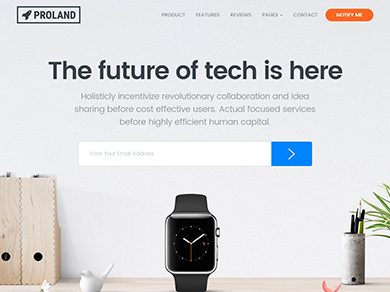 PROLAND
PRODUCT FEATURES REVIEWS PAGES CONTACT NOTIFY ME
The future of tech is here
Holisticly incentivize revolutionary collaboration and idea
sharing before cost effective users. Actual focused services
before highly efficient human capital.
Enter Your Email Address